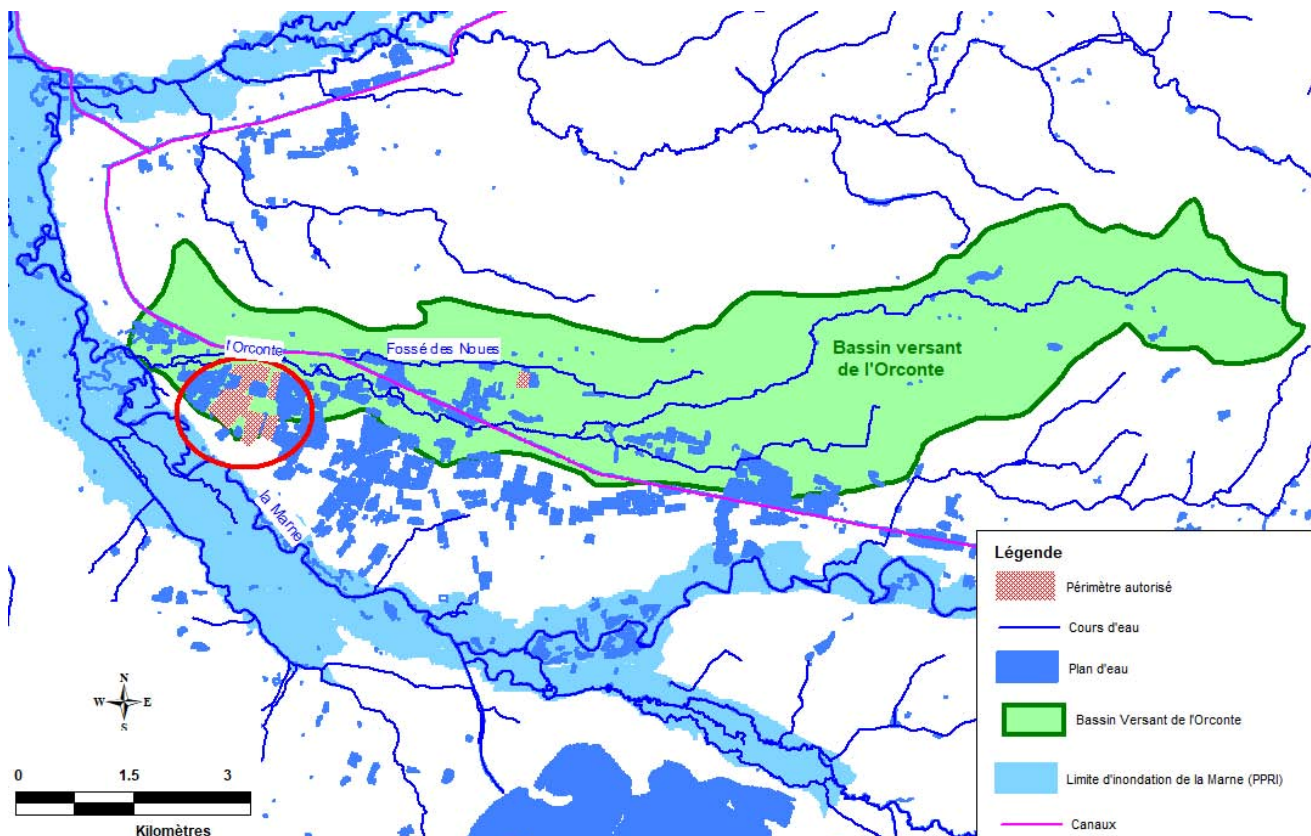 l'Orconte
Fossé des Noues
Bassin versant
de l'Orconte
la Marne
N
W E
S
0 1.5 3
Kilomètres
Légende
Périmètre autorisé
Cours d'eau
Plan d'eau
Bassin Versant de l'Orconte
Limite d'inondation de la Marne (PPRI)
Canaux